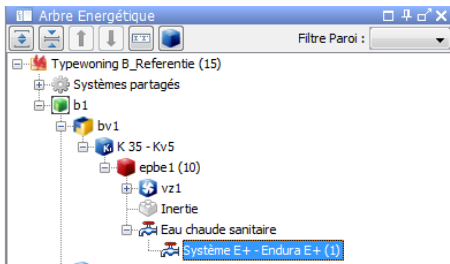 Arbre Energétique
Filtre Paroi :
Typewoning B_Referentie (15)
Systèmes partagés
b1
bv1
K 35 - Kv5
epbe1 (10)
vz1
Inertie
Eau chaude sanitaire
Système E+ - Endura E+ (1)